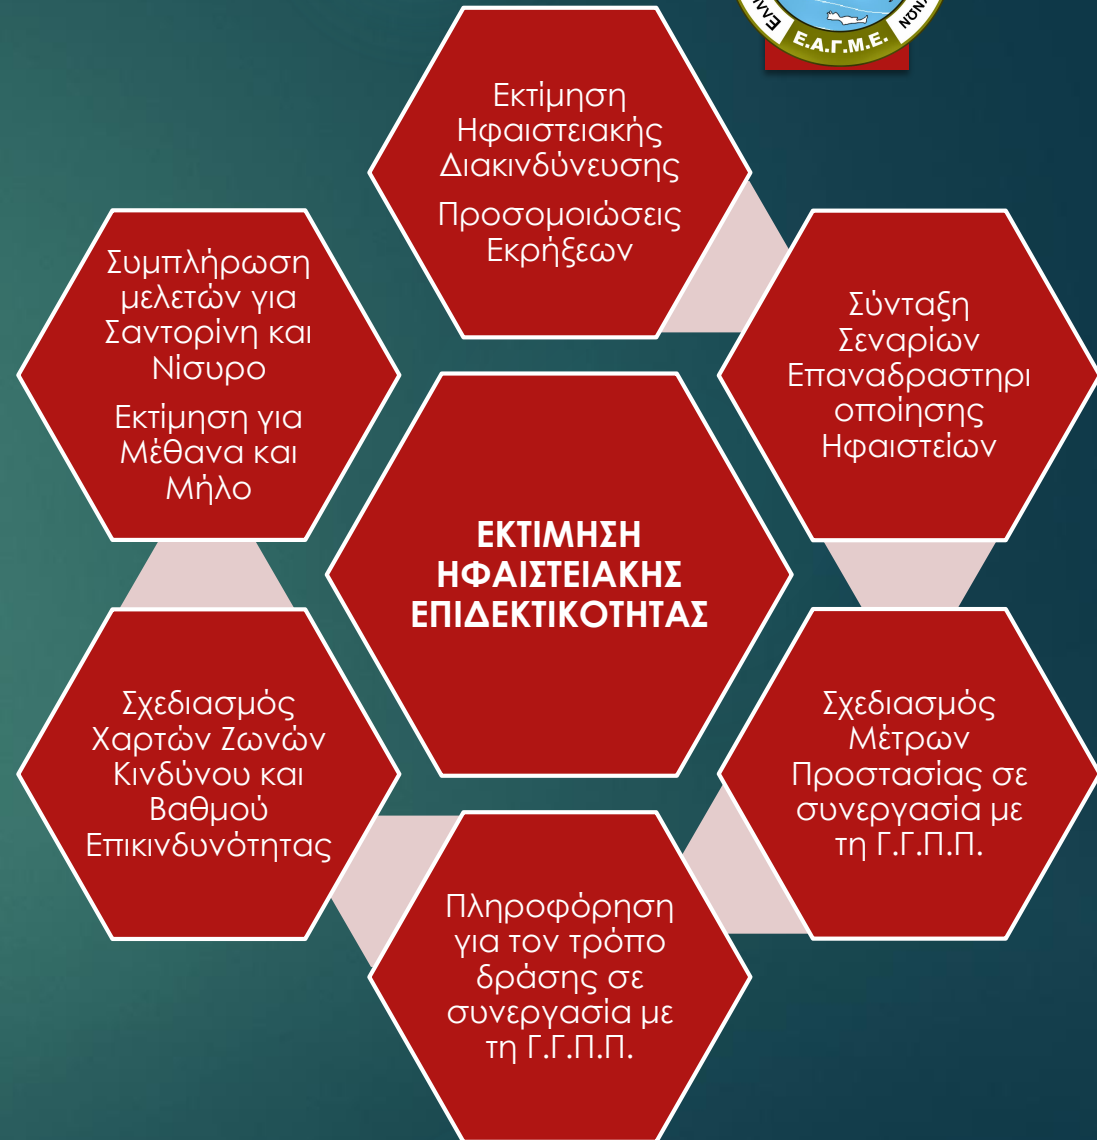 Ε.Α.Γ.Μ.Ε.
Εκτίμηση
Ηφαιστειακής
Διακινδύνευσης
Προσομοιώσεις
Εκρήξεων
Σύνταξη
Σεναρίων
Επαναδραστηρι
οποίησης
Ηφαιστείων
Σχεδιασμός
Μέτρων
Προστασίας σε
συνεργασία με
τη Γ.Γ.Π.Π.
Πληροφόρηση
για τον τρόπο
δράσης σε
συνεργασία με
τη Γ.Γ.Π.Π.
Σχεδιασμός
Χαρτών Ζωνών
Κινδύνου και
Βαθμού
Επικινδυνότητας
Συμπλήρωση
μελετών για
Σαντορίνη και
Νίσυρο
Εκτίμηση για
Μέθανα και
Μήλο
ΕΚΤΙΜΗΣΗ
ΗΦΑΙΣΤΕΙΑΚΗΣ
ΕΠΙΔΕΚΤΙΚΟΤΗΤΑΣ